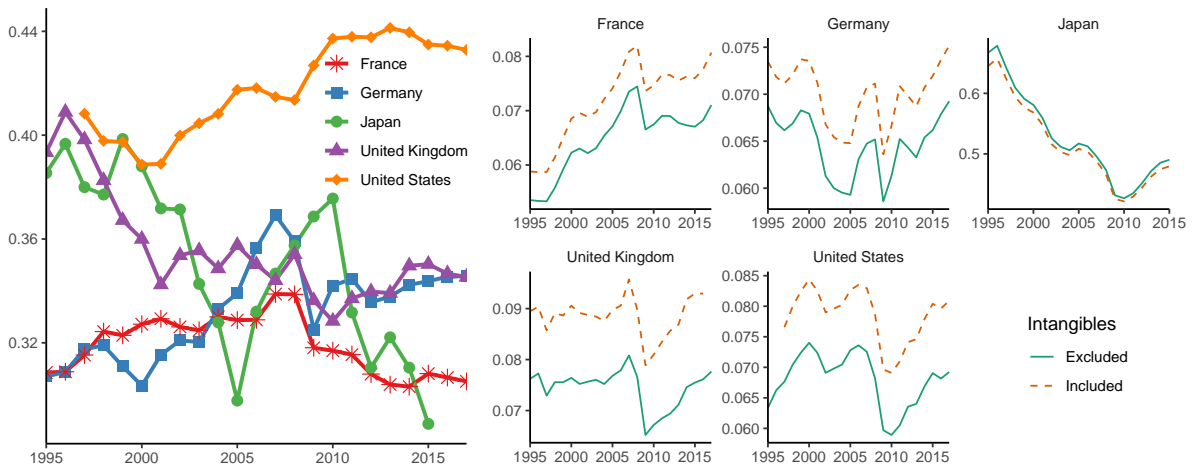 0.44
0.40
0.36
0.32
1995 2000 2005 2010 2015
France
Germany
Japan
United Kingdom
United States
France
0.08
0.07
0.06
1995 2000 2005 2010 2015
Germany
0.075
0.070
0.065
0.060
1995 2000 2005 2010 2015
Japan
0.6
0.5
1995 2000 2005 2010 2015
United Kingdom
0.09
0.08
0.07
1995 2000 2005 2010 2015
United States
0.085
0.080
0.075
0.070
0.065
0.060
1995 2000 2005 2010 2015
Intangibles
Excluded
Included